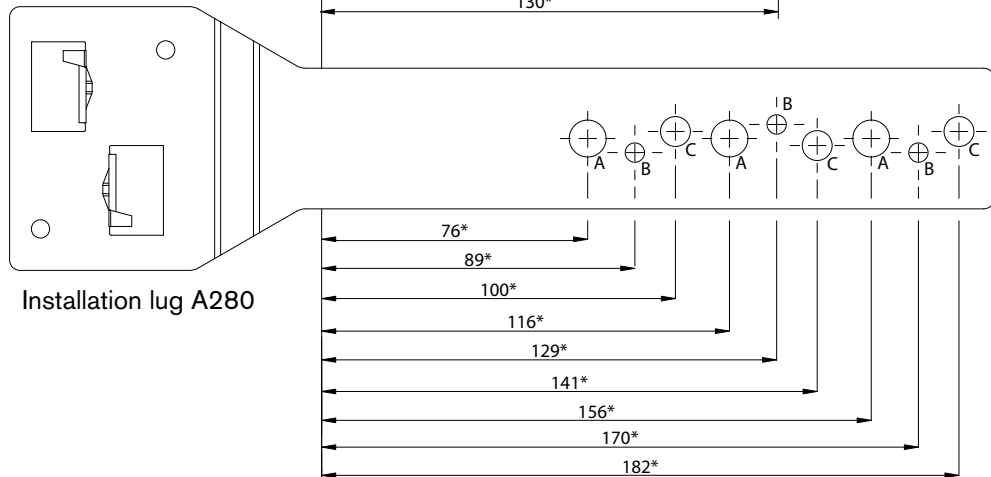 130*
B
A
B
C
A
C
A
B
C
76*
89*
Installation lug A280
100*
116*
129*
141*
156*
170*
182*